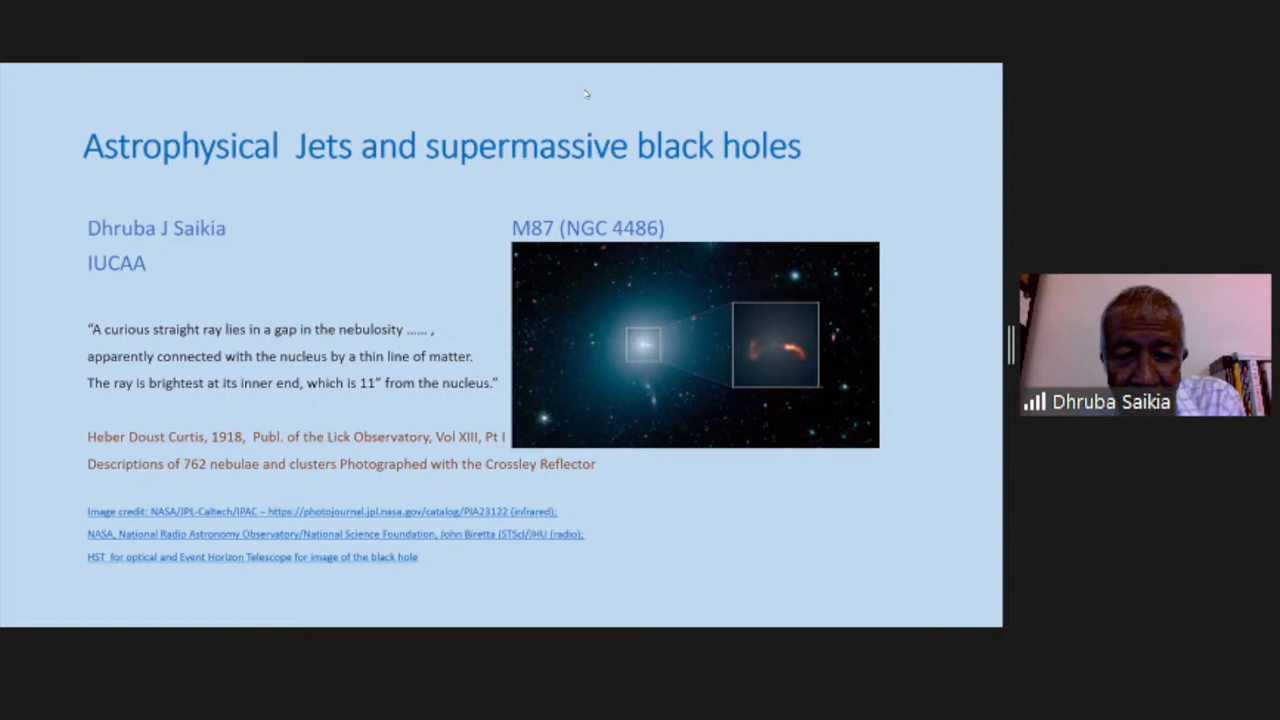 Astrophysical Jets and supermassive black holes
Dhruba J Saikia
IUCAA
M87 (NGC 4486)
“A curious straight ray lies in a gap in the nebulosity ...... ,
apparently connected with the nucleus by a thin line of matter.
The ray is brightest at its inner end, which is 11” from the nucleus.”
Heber Doust Curtis, 1918, Publ. of the Lick Observatory, Vol XIII, Pt I
Descriptions of 762 nebulae and clusters Photographed with the Crossley Reflector
Image credit: NASA/JPL-Caltech/IPAC – https://photojournal.jpl.nasa.gov/catalog/PIA23122 (infrared);
NASA, National Radio Astronomy Observatory/National Science Foundation, John Biretta (STScI/JHU (radio);
HST for optical and Event Horizon Telescope for image of the black hole
Dhruba Saikia